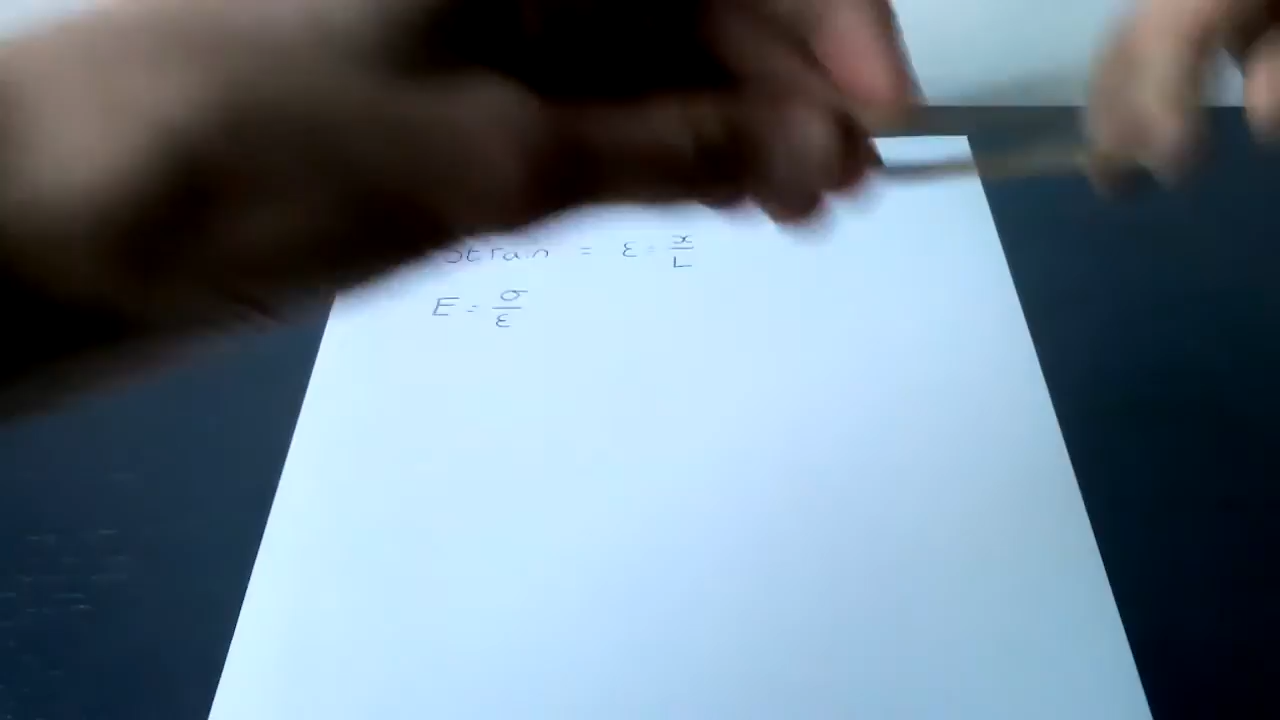 Strain = ε = x/L
E = σ/ε